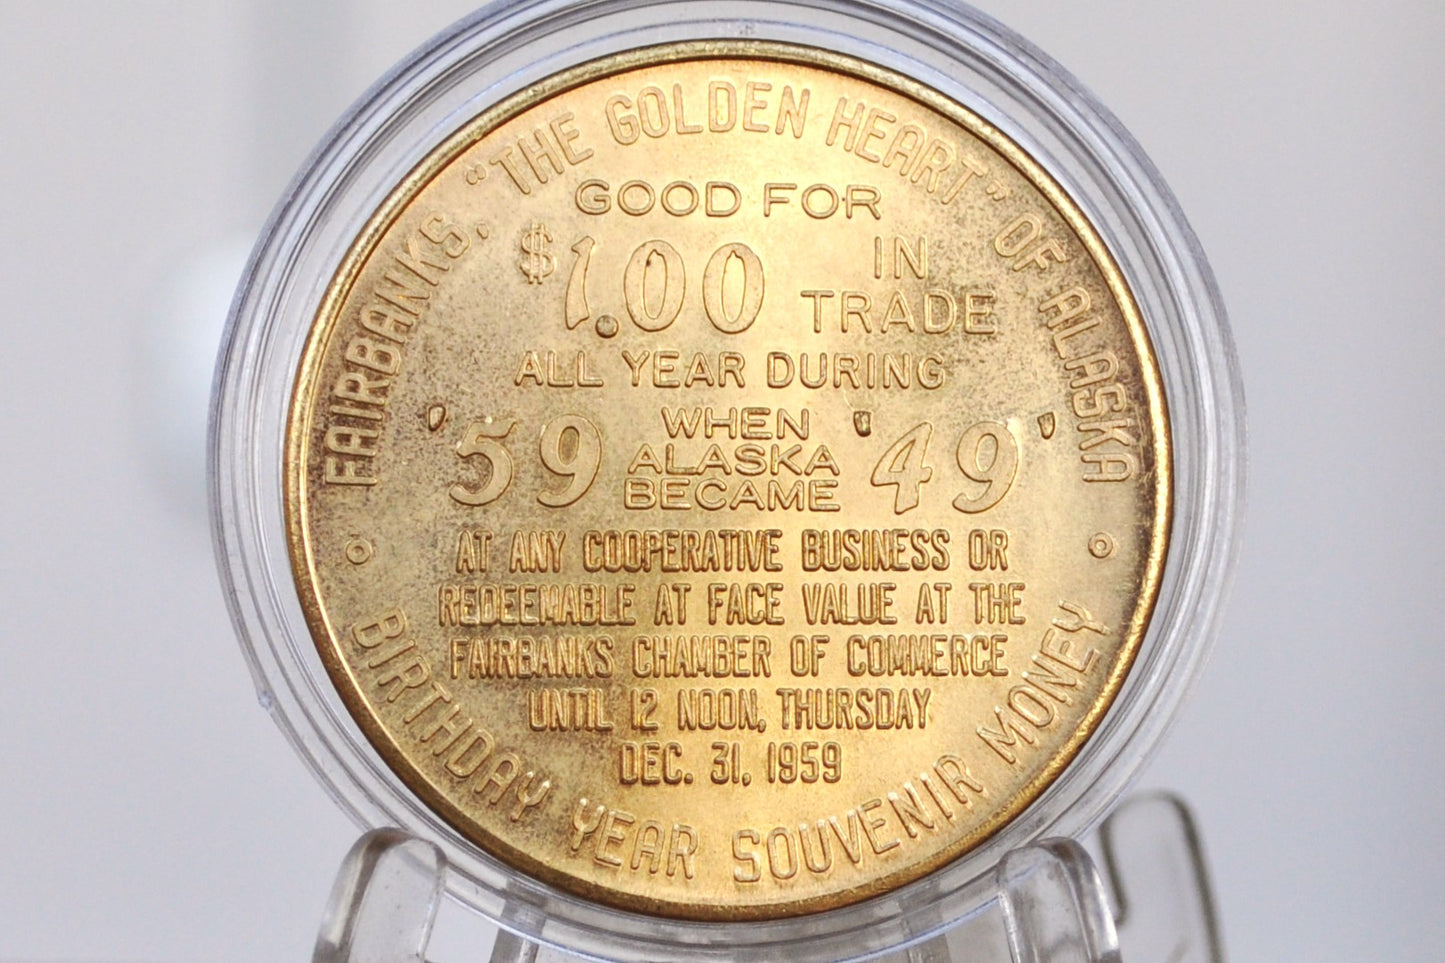 FAIRBANKS, "THE GOLDEN HEART" OF ALASKA
GOOD FOR
$1.00 IN TRADE
ALL YEAR DURING
'59 WHEN ALASKA BECAME "49'
AT ANY COOPERATIVE BUSINESS OR
REDEEMABLE AT FACE VALUE AT THE
FAIRBANKS CHAMBER OF COMMERCE
UNTIL 12 NOON, THURSDAY
DEC. 31, 1959
BIRTHDAY YEAR SOUVENIR MONEY